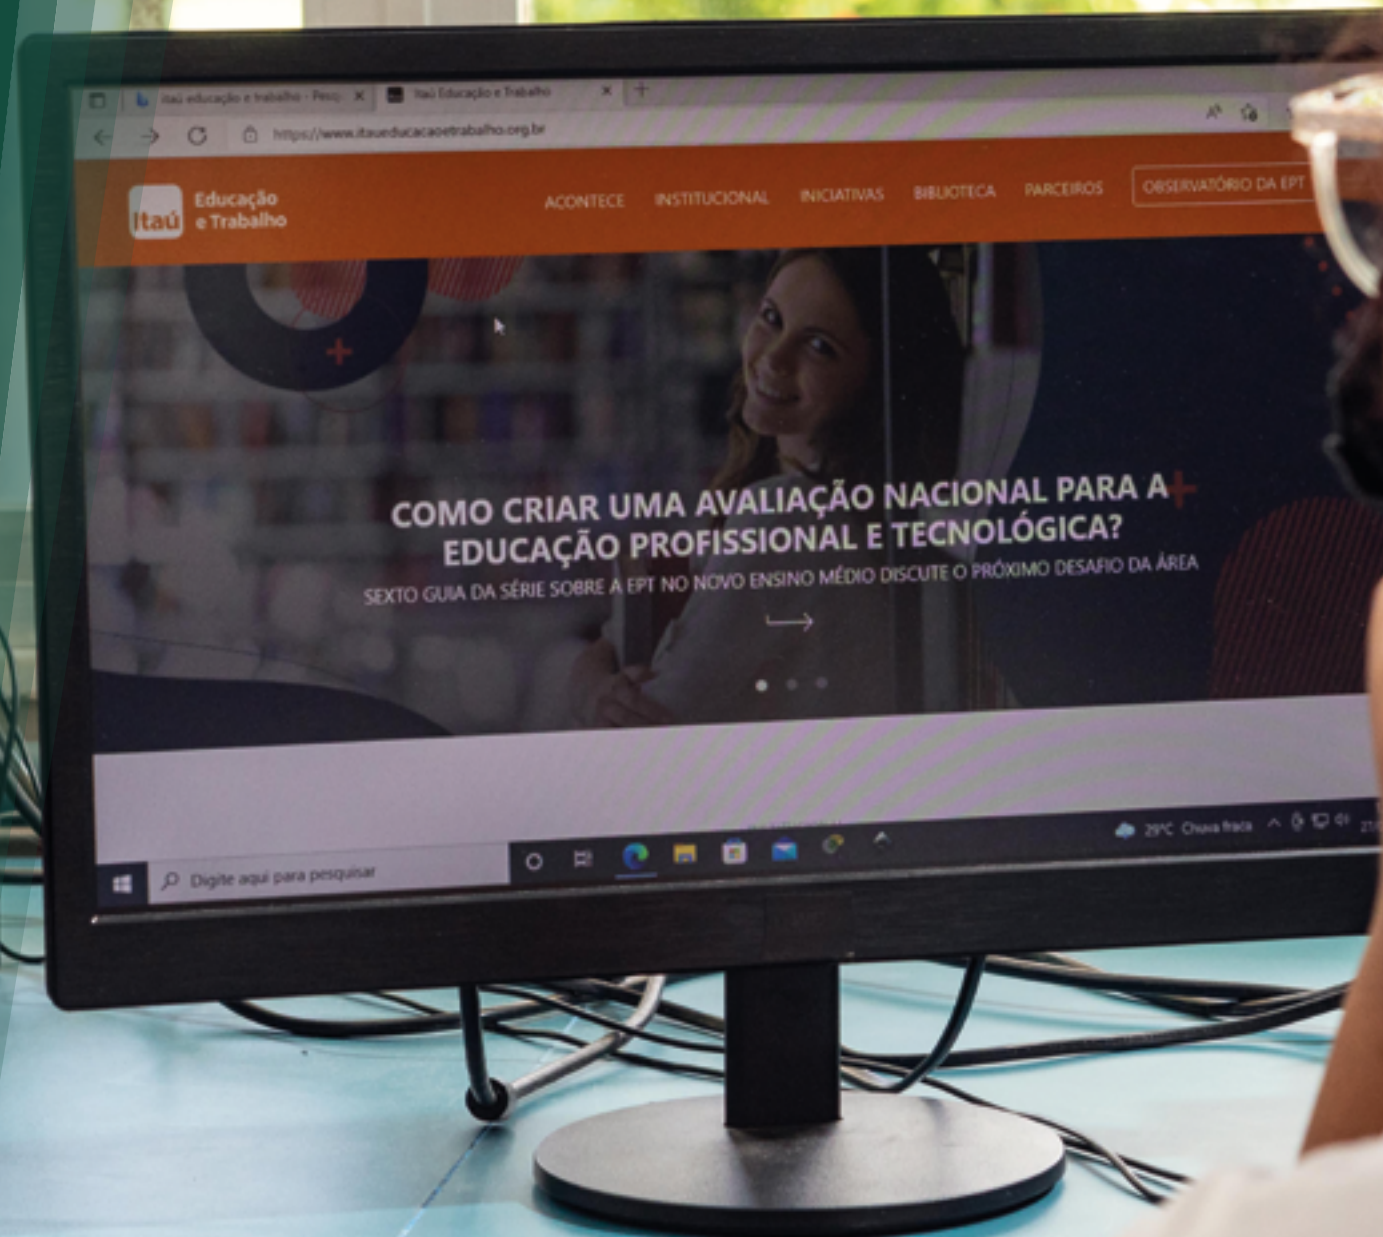 itaú educação e trabalho - Pesq
Itaú Educação e Trabalho
https://www.itaueducacaoetrabalho.org.br
Itaú
Educação
e Trabalho
ACONTECE
INSTITUCIONAL
INICIATIVAS
BIBLIOTECA
PARCEIROS
OBSERVATÓRIO DA EPT
COMO CRIAR UMA AVALIAÇÃO NACIONAL PARA A
EDUCAÇÃO PROFISSIONAL E TECNOLÓGICA?
SEXTO GUIA DA SÉRIE SOBRE A EPT NO NOVO ENSINO MÉDIO DISCUTE O PRÓXIMO DESAFIO DA ÁREA
Digite aqui para pesquisar
29°C Chuva fraca